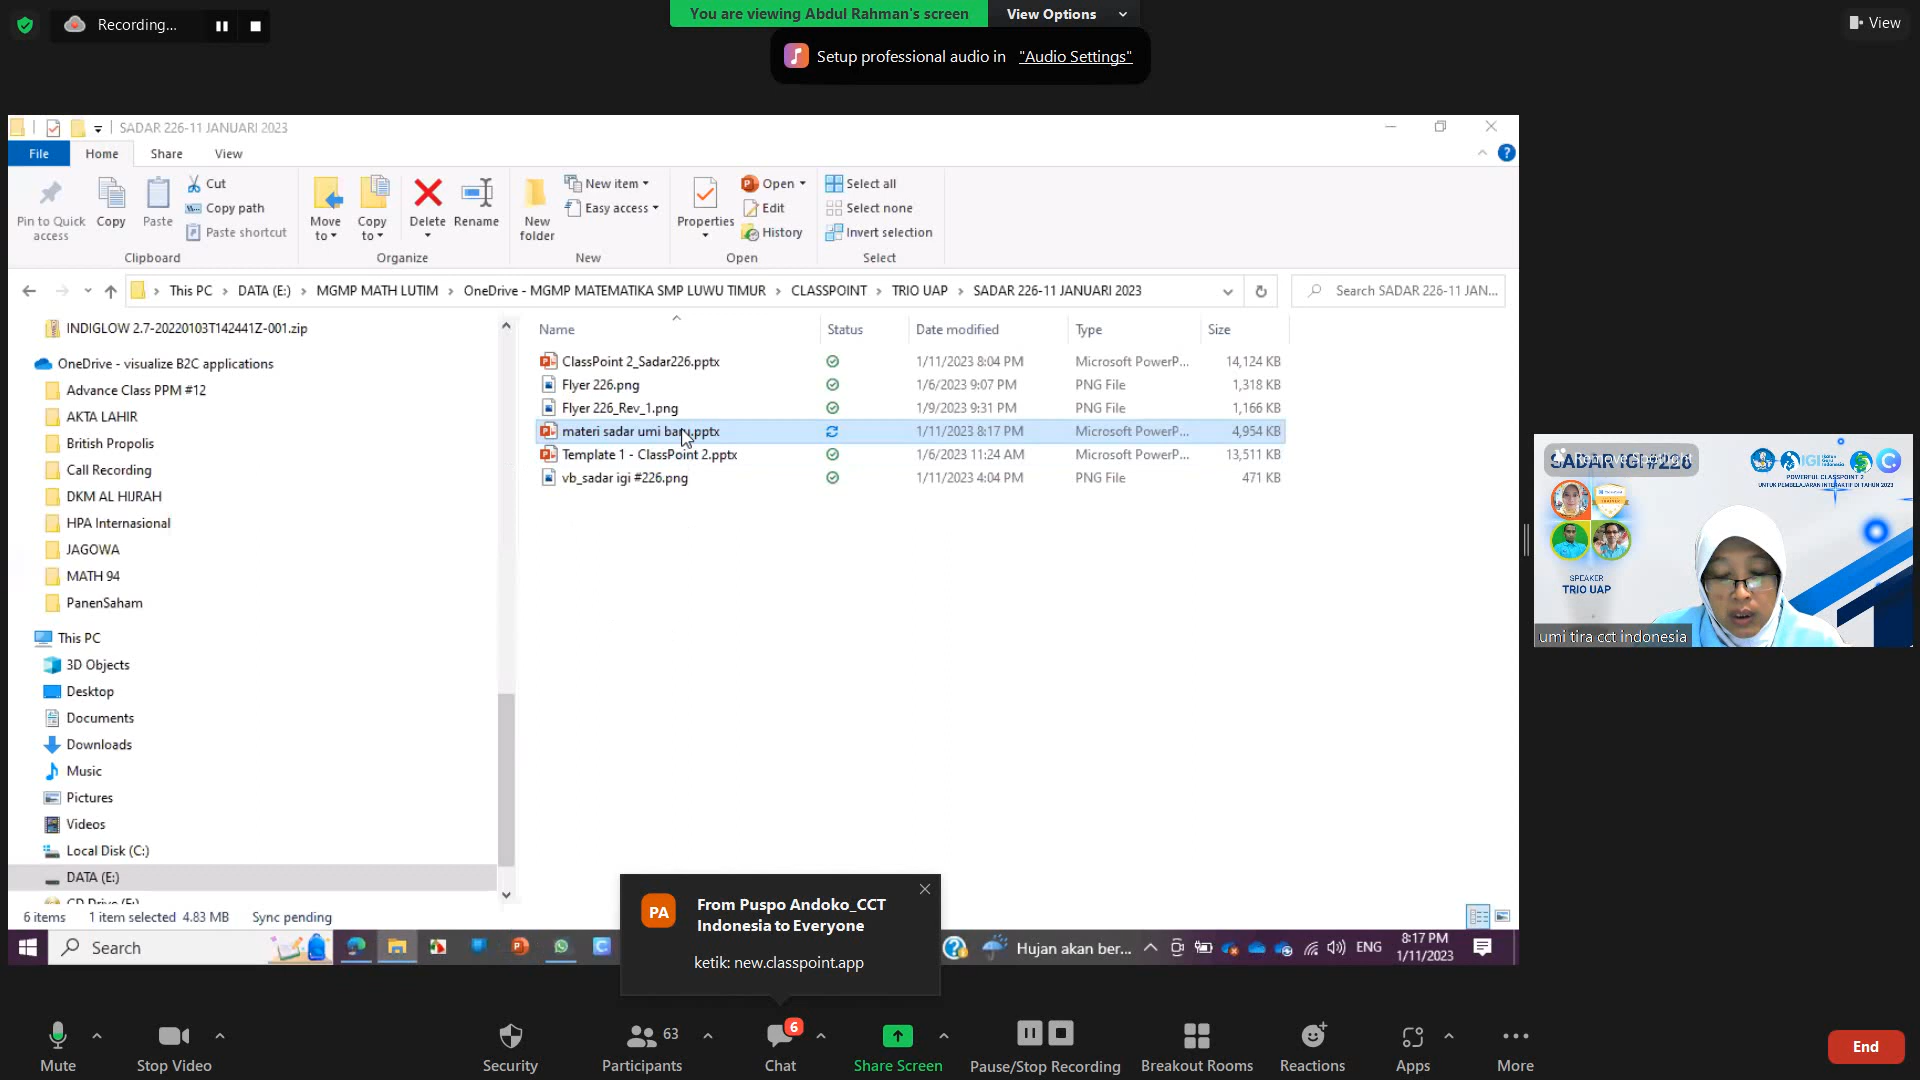 Recording...
You are viewing Abdul Rahman's screen
View Options
View
Setup professional audio in "Audio Settings"
SADAR 226-11 JANUARI 2023
File Home Share View
Pin to Quick access
Copy
Paste
Cut
Copy path
Paste shortcut
Clipboard
Move to
Copy to
Delete
Rename
Organize
New folder
New item
Easy access
New
Properties
Open
Edit
History
Open
Select all
Select none
Invert selection
Select
This PC > DATA (E:) > MGMP MATH LUTIM > OneDrive - MGMP MATEMATIKA SMP LUWU TIMUR > CLASSPOINT > TRIO UAP > SADAR 226-11 JANUARI 2023
Search SADAR 226-11 JAN...
INDIGLOW 2.7-20220103T142441Z-001.zip
OneDrive - visualize B2C applications
Advance Class PPM #12
AKTA LAHIR
British Propolis
Call Recording
DKM AL HIJRAH
HPA Internasional
JAGOWA
MATH 94
PanenSaham
This PC
3D Objects
Desktop
Documents
Downloads
Music
Pictures
Videos
Local Disk (C:)
DATA (E:)
Name Status Date modified Type Size
ClassPoint 2_Sadar226.pptx 1/11/2023 8:04 PM Microsoft PowerP... 14,124 KB
Flyer 226.png 1/6/2023 9:07 PM PNG File 1,318 KB
Flyer 226_Rev_1.png 1/9/2023 9:31 PM PNG File 1,166 KB
materi sadar umi .pptx 1/11/2023 8:17 PM Microsoft PowerP... 4,954 KB
Template 1 - ClassPoint 2.pptx 1/6/2023 11:24 AM Microsoft PowerP... 13,511 KB
vb_sadar igi #226.png 1/11/2023 4:04 PM PNG File 471 KB
6 items 1 item selected 4.83 MB Sync pending
Search
Hujan akan ber...
ENG
8:17 PM
1/11/2023
PA
From Puspo Andoko_CCT
Indonesia to Everyone
ketik: new.classpoint.app
SADAR IGI #226
IGI
POWERFUL CLASSPOINT 2
UNTUK PEMBELAJARAN INTERAKTIF DI TAHUN 2023
SPEAKER
TRIO UAP
umi tira cct indonesia
Mute
Stop Video
Security
Participants 63
Chat 6
Share Screen
Pause/Stop Recording
Breakout Rooms
Reactions
Apps
More
End